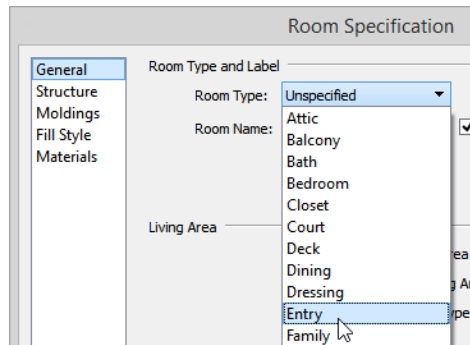 Room Specification
General
Structure
Moldings
Fill Style
Materials
Room Type and Label
Room Type: Unspecified
Room Name:
Attic
Balcony
Bath
Bedroom
Closet
Court
Deck
Dining
Dressing
Entry
Family
Living Area